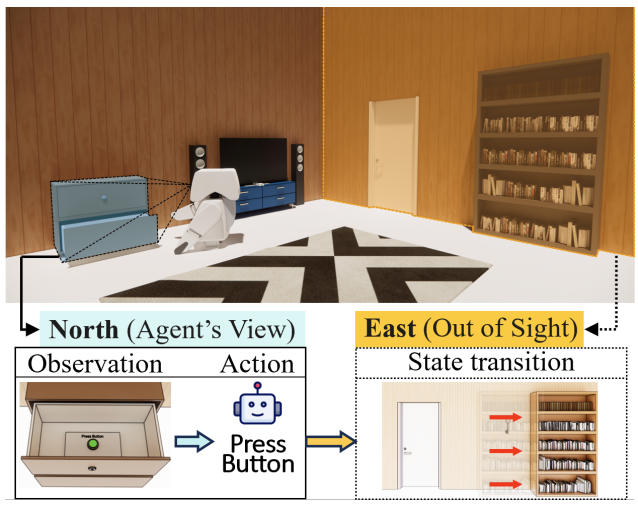 North (Agent's View)
East (Out of Sight)
Observation
Action
State transition
Press Button
Press
Button